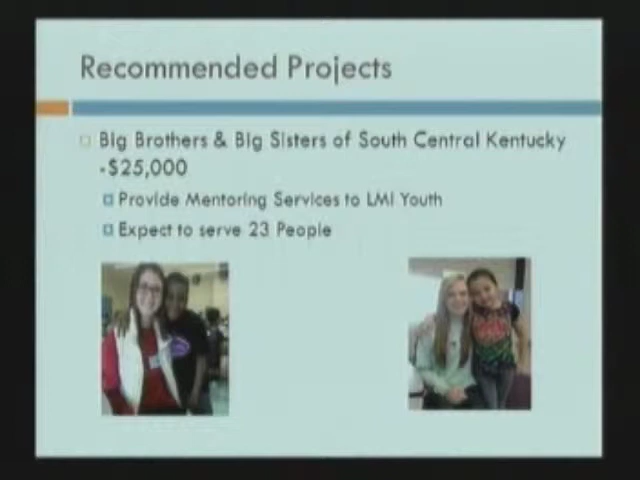 Recommended Projects
Big Brothers & Big Sisters of South Central Kentucky
-$25,000
Provide Mentoring Services to LMI Youth
Expect to serve 23 People